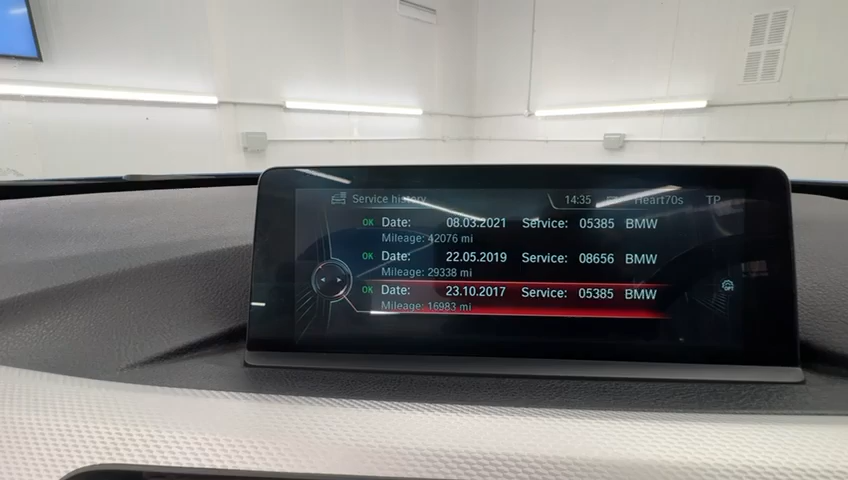 Service history 14:35 Heart70s TP
OK Date: 08.03.2021 Service: 05385 BMW
Mileage: 42076 mi
OK Date: 22.05.2019 Service: 08656 BMW
Mileage: 29338 mi
OK Date: 23.10.2017 Service: 05385 BMW
Mileage: 16983 mi